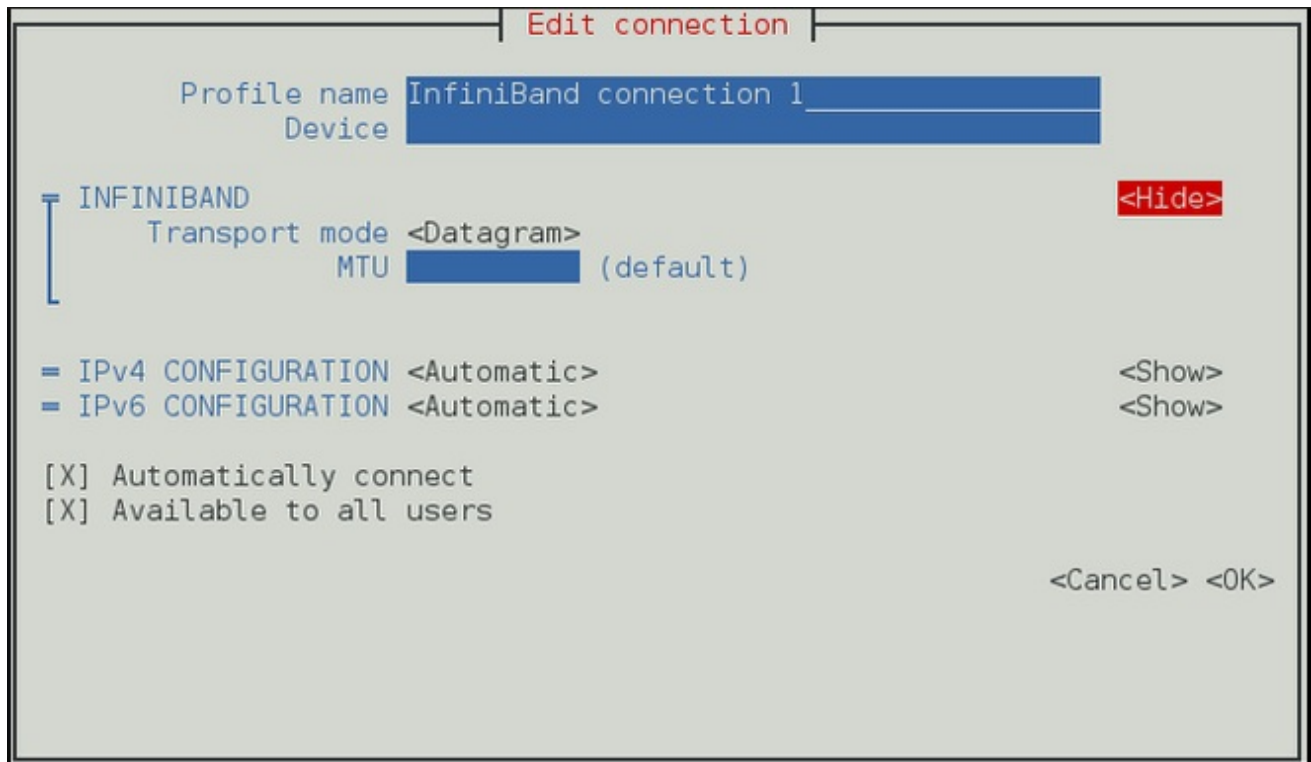 Edit connection
Profile name InfiniBand connection 1
Device
INFINIBAND <Hide>
Transport mode <Datagram>
MTU (default)
IPv4 CONFIGURATION <Automatic> <Show>
IPv6 CONFIGURATION <Automatic> <Show>
[X] Automatically connect
[X] Available to all users
<Cancel> <OK>